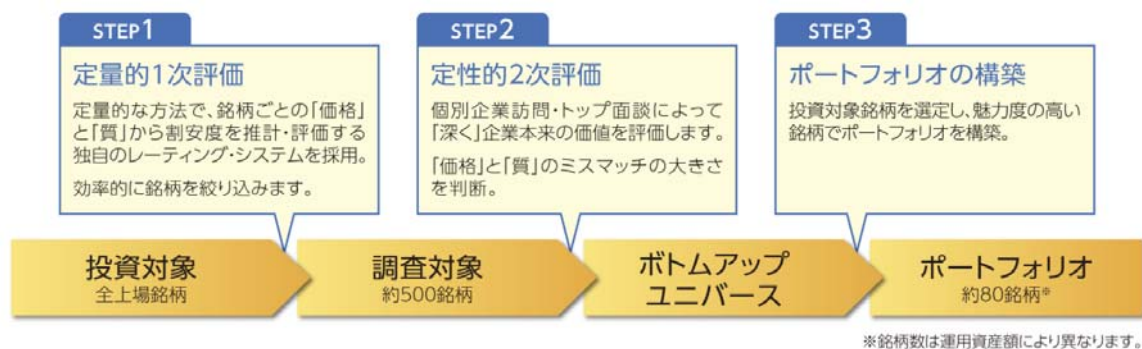 STEP1
定量的1次評価
定量的な方法で、銘柄ごとの「価格」
と「質」から割安度を推計・評価する
独自のレーティング・システムを採用。
効率的に銘柄を絞り込みます。
STEP2
定性的2次評価
個別企業訪問・トップ面談によって
「深く」企業本来の価値を評価します。
「価格」と「質」のミスマッチの大きさ
を判断。
STEP3
ポートフォリオの構築
投資対象銘柄を選定し、魅力度の高い
銘柄でポートフォリオを構築。
投資対象
全上場銘柄
調査対象
約500銘柄
ボトムアップ
ユニバース
ポートフォリオ
約80銘柄※
※銘柄数は運用資産額により異なります。